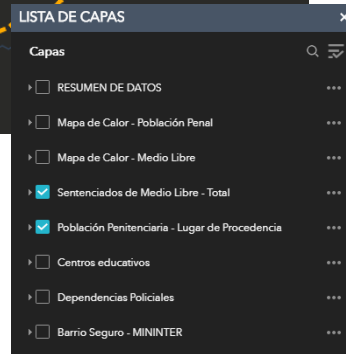 LISTA DE CAPAS
Capas
RESUMEN DE DATOS
Mapa de Calor - Población Penal
Mapa de Calor - Medio Libre
Sentenciados de Medio Libre - Total
Población Penitenciaria - Lugar de Procedencia
Centros educativos
Dependencias Policiales
Barrio Seguro - MININTER